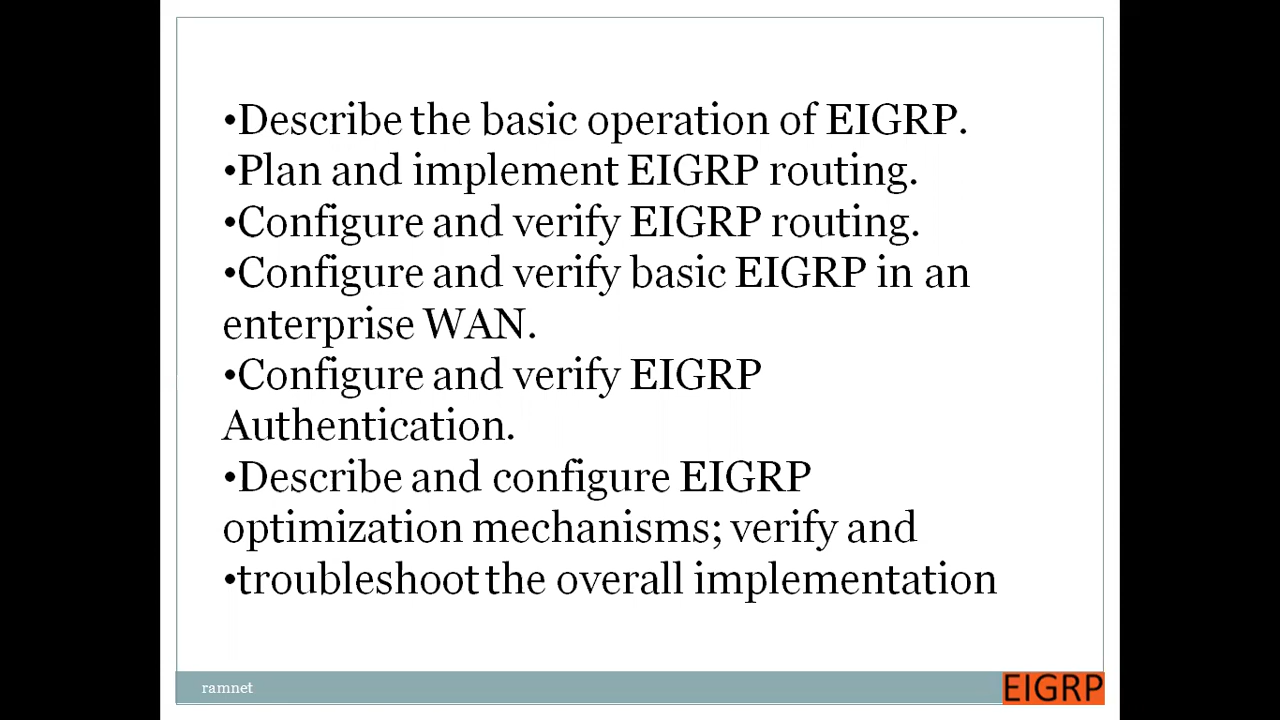 •Describe the basic operation of EIGRP.
•Plan and implement EIGRP routing.
•Configure and verify EIGRP routing.
•Configure and verify basic EIGRP in an
enterprise WAN.
•Configure and verify EIGRP
Authentication.
•Describe and configure EIGRP
optimization mechanisms; verify and
•troubleshoot the overall implementation
ramnet
EIGRP